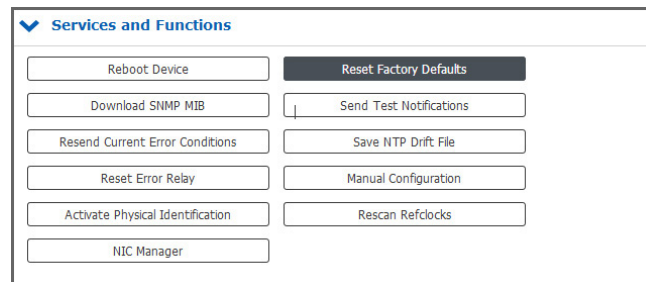 Services and Functions
Reboot Device
Reset Factory Defaults
Download SNMP MIB
Send Test Notifications
Resend Current Error Conditions
Save NTP Drift File
Reset Error Relay
Manual Configuration
Activate Physical Identification
Rescan Refclocks
NIC Manager